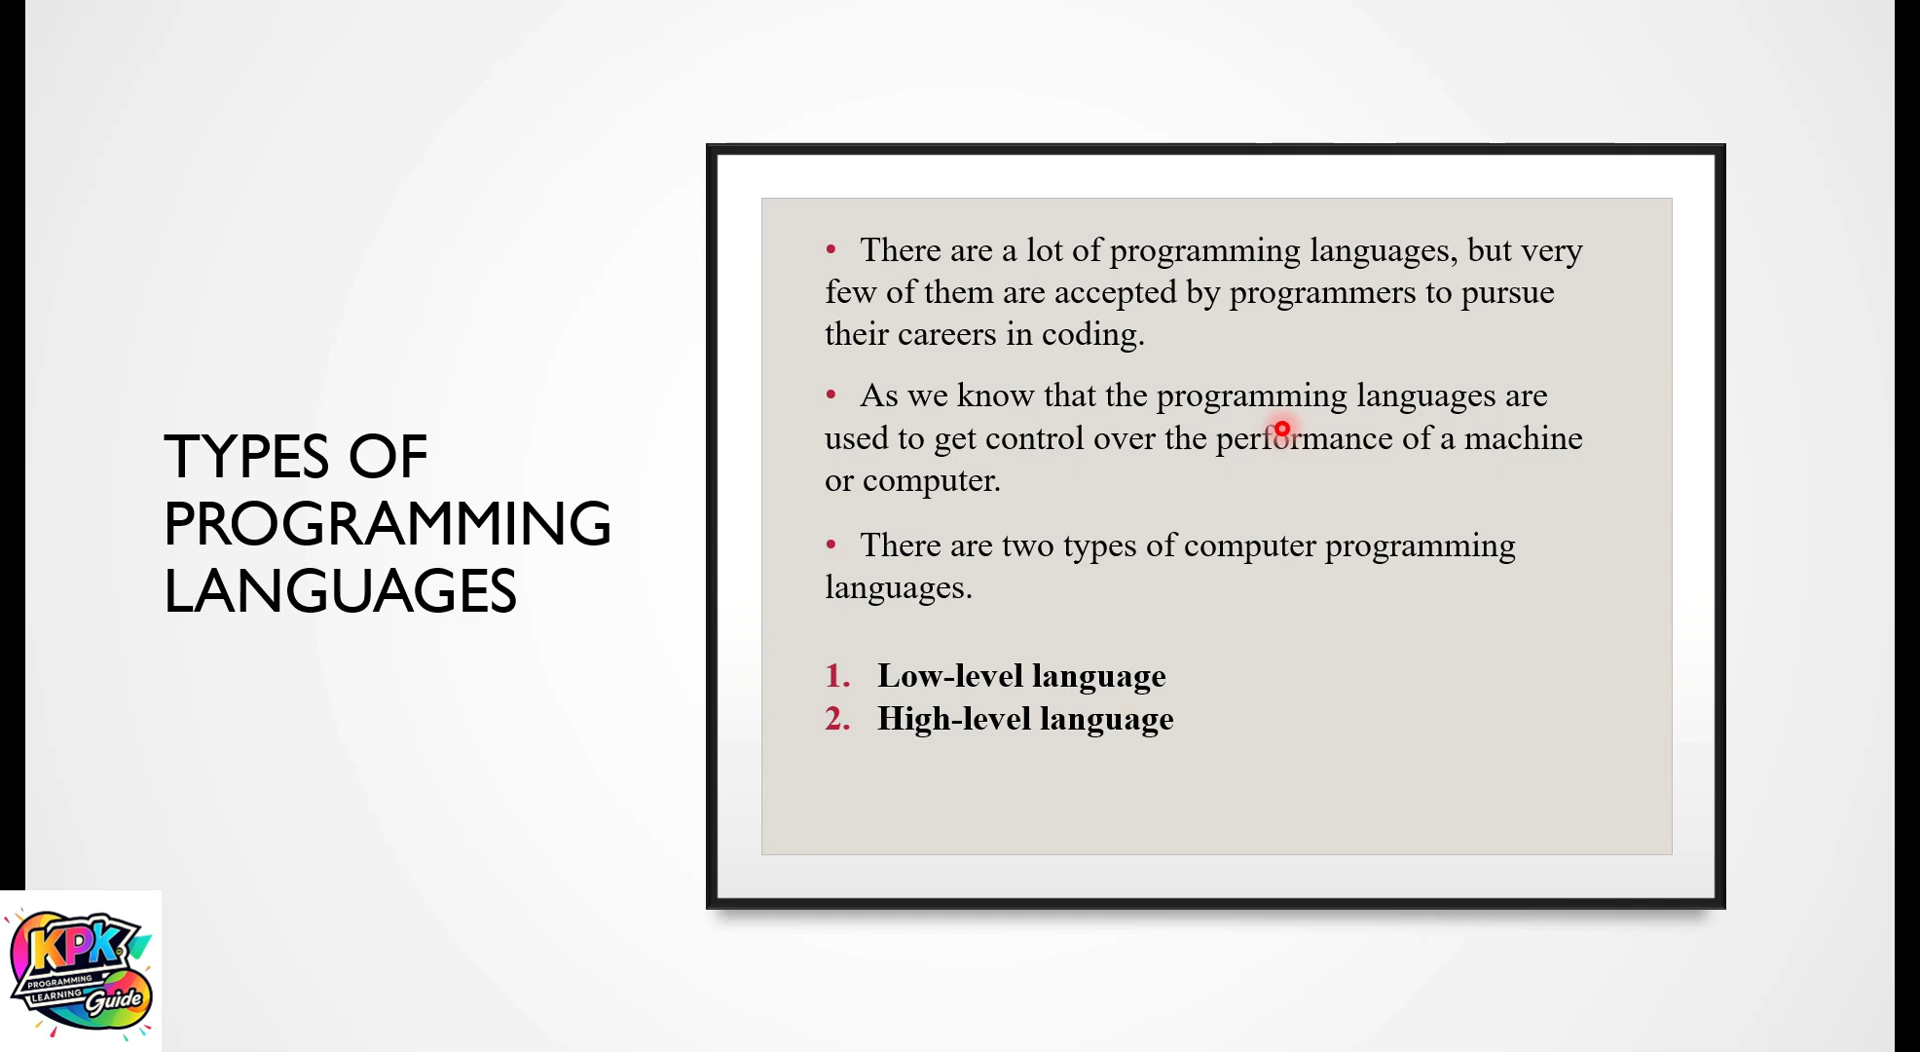 TYPES OF
PROGRAMMING
LANGUAGES
• There are a lot of programming languages, but very
few of them are accepted by programmers to pursue
their careers in coding.
• As we know that the programming languages are
used to get control over the performance of a machine
or computer.
• There are two types of computer programming
languages.
1. Low-level language
2. High-level language
KPK
PROGRAMMING
LEARNING
Guide